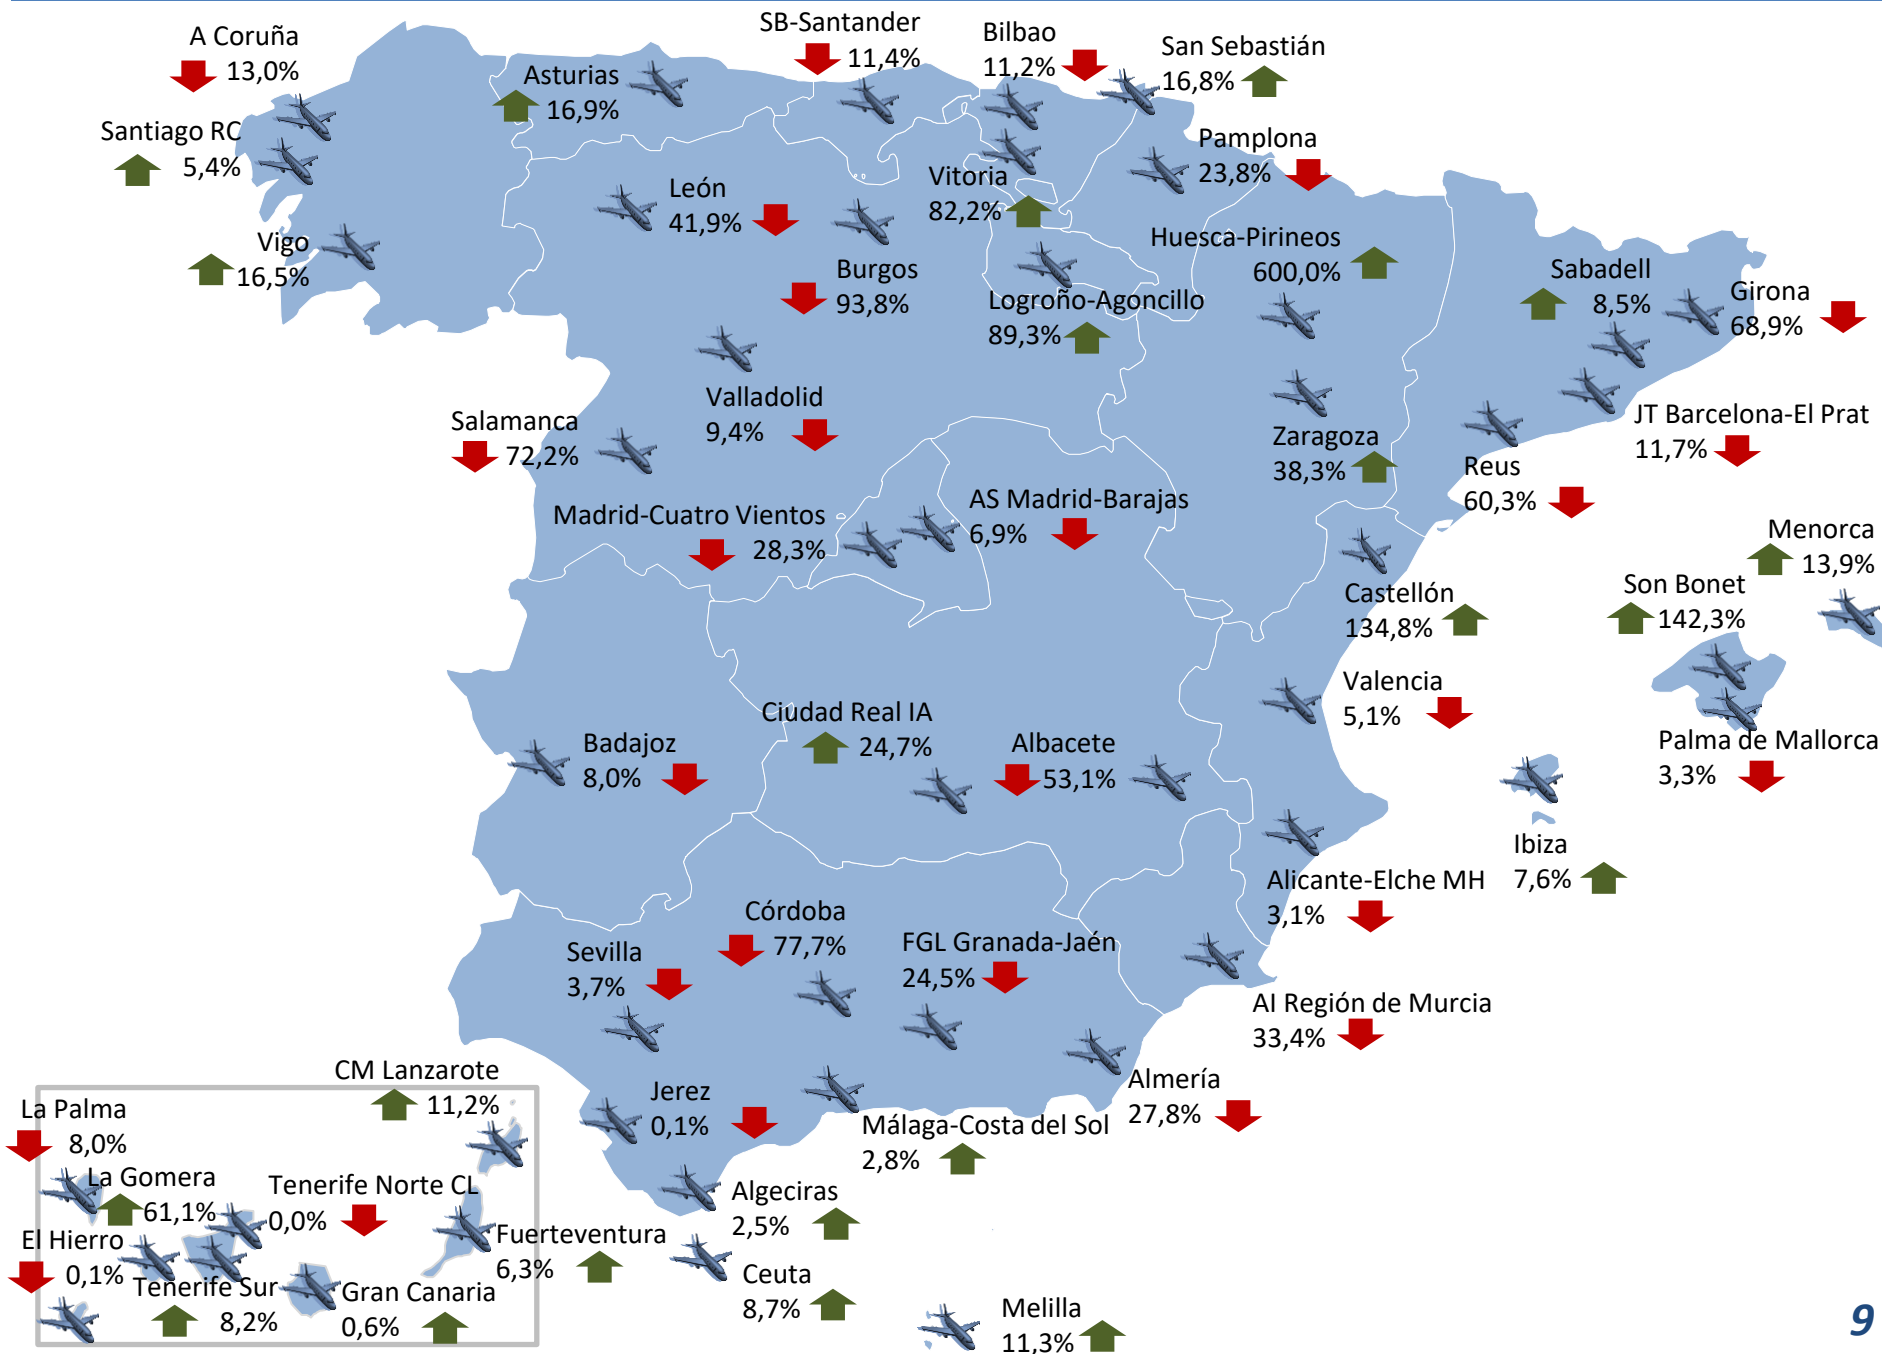 A Coruña
13,0%
SB-Santander
11,4%
Bilbao
11,2%
San Sebastián
16,8%
Asturias
16,9%
Santiago RC
5,4%
Pamplona
23,8%
León
41,9%
Vitoria
82,2%
Vigo
16,5%
Huesca-Pirineos
600,0%
Burgos
93,8%
Logroño-Agoncillo
89,3%
Sabadell
8,5%
Girona
68,9%
Valladolid
9,4%
Salamanca
72,2%
Zaragoza
38,3%
JT Barcelona-El Prat
11,7%
Reus
60,3%
Madrid-Cuatro Vientos
28,3%
AS Madrid-Barajas
6,9%
Menorca
13,9%
Castellón
134,8%
Son Bonet
142,3%
Valencia
5,1%
Ciudad Real IA
24,7%
Badajoz
8,0%
Albacete
53,1%
Palma de Mallorca
3,3%
Ibiza
7,6%
Alicante-Elche MH
3,1%
Córdoba
77,7%
Sevilla
3,7%
FGL Granada-Jaén
24,5%
AI Región de Murcia
33,4%
CM Lanzarote
11,2%
Jerez
0,1%
Almería
27,8%
La Palma
8,0%
Málaga-Costa del Sol
2,8%
La Gomera
61,1%
Tenerife Norte CL
0,0%
Algeciras
2,5%
El Hierro
0,1%
Fuerteventura
6,3%
Tenerife Sur
8,2%
Gran Canaria
0,6%
Ceuta
8,7%
Melilla
11,3%
9